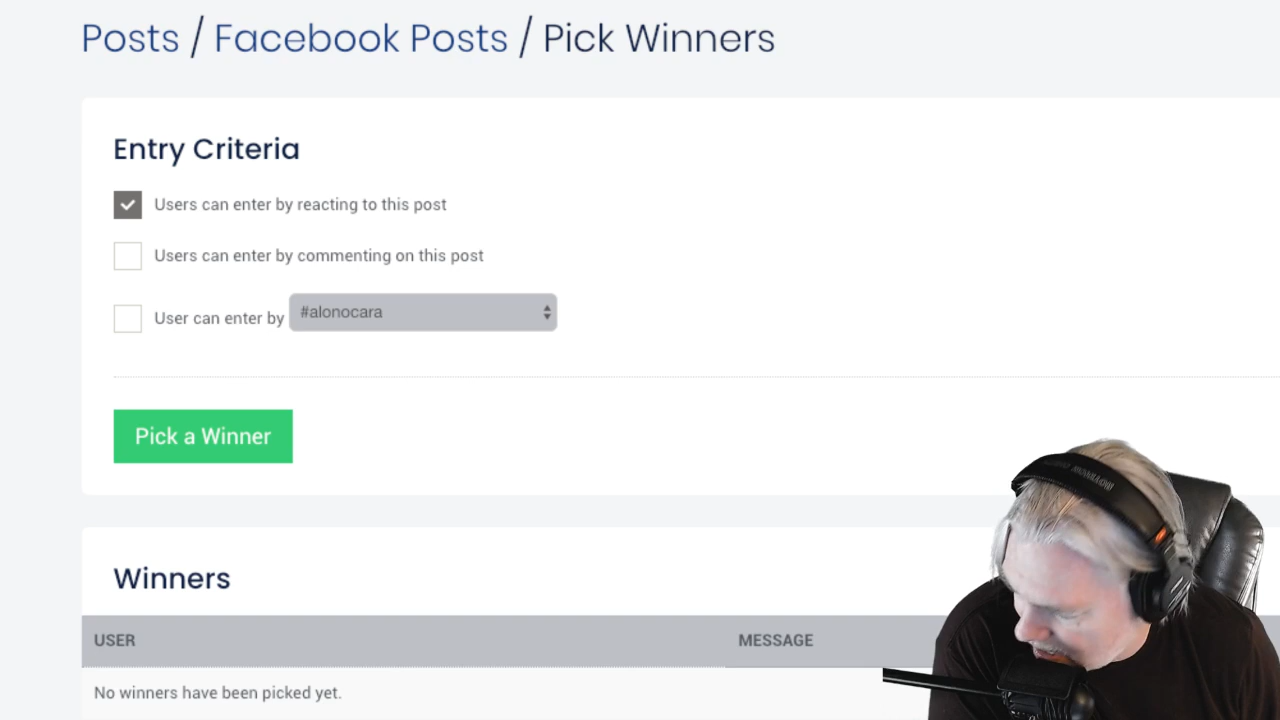 Posts / Facebook Posts / Pick Winners
Entry Criteria
Users can enter by reacting to this post
Users can enter by commenting on this post
User can enter by #alonocara
Pick a Winner
Winners
USER MESSAGE
No winners have been picked yet.